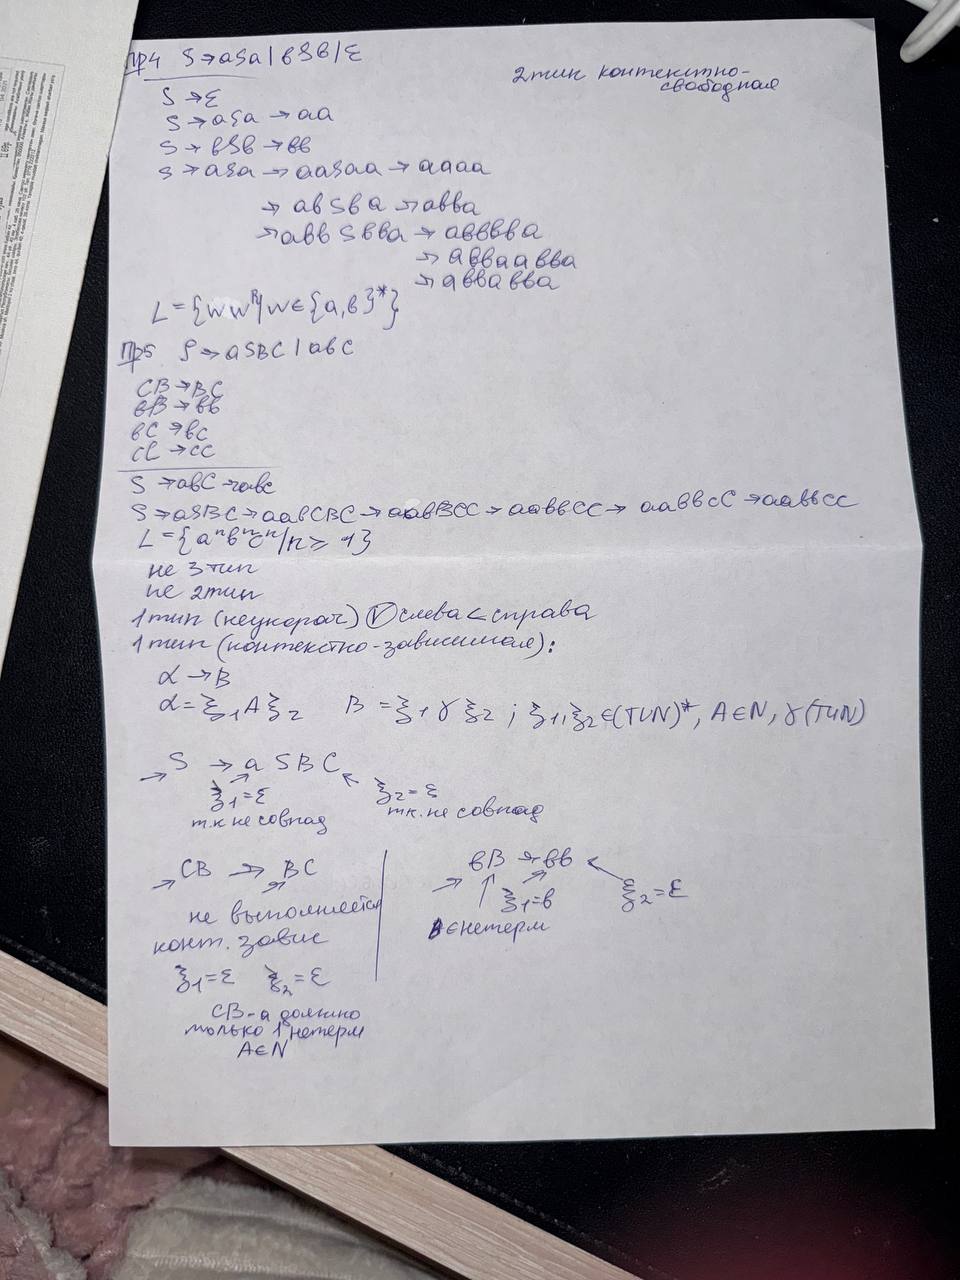 Пр4 S→aSa | bSb | ε
2 тип контекстно-
свободная
S→ε
S→aSa→aa
S→bSb→bb
S→aSa→aaSaa→aaaa
→abSba→abba
→abbSbba→abbbba
→abbaabba
→abbabba
L={ww^R|w∈{a,b}*}
Пр5 S→aSBC | abC
CB→BC
bB→bb
bC→bc
cC→cc
S→abC→abc
S→aSBC→aabCBC→aabBCC→aabbCC→aabbcC→aabbcc
L={a^n b^n c^n | n≥1}
не 3 тип
не 2 тип
1 тип (неукорач) V слева<справа
1 тип (контекстно-зависимая):
α→B
α=ξ1Aξ2 B=ξ1γξ2; ξ1,ξ2∈(TUN)*, A∈N, γ(TUN)
→S→aSBC
ξ1=ε ξ2=ε
т.к не совпад т.к. не совпад
CB→BC bB→bb
ξ1=b ξ2=ε
не выполняется B∈нетерм
конт. завис
ξ1=ε ξ2=ε
CB-а должно
только 1 нетерм
A∈N